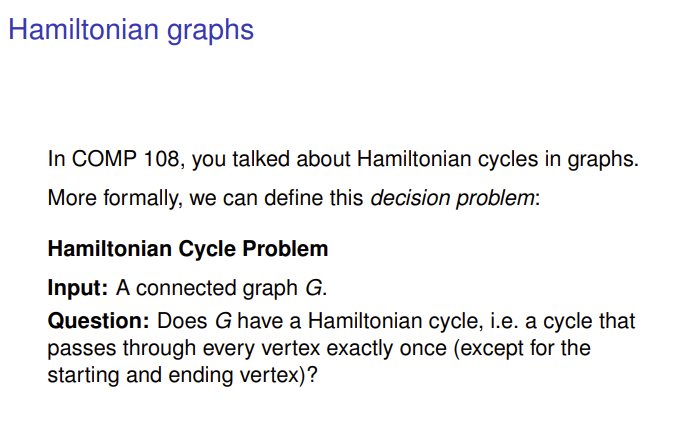 Hamiltonian graphs
In COMP 108, you talked about Hamiltonian cycles in graphs.
More formally, we can define this decision problem:
Hamiltonian Cycle Problem
Input: A connected graph G.
Question: Does G have a Hamiltonian cycle, i.e. a cycle that
passes through every vertex exactly once (except for the
starting and ending vertex)?